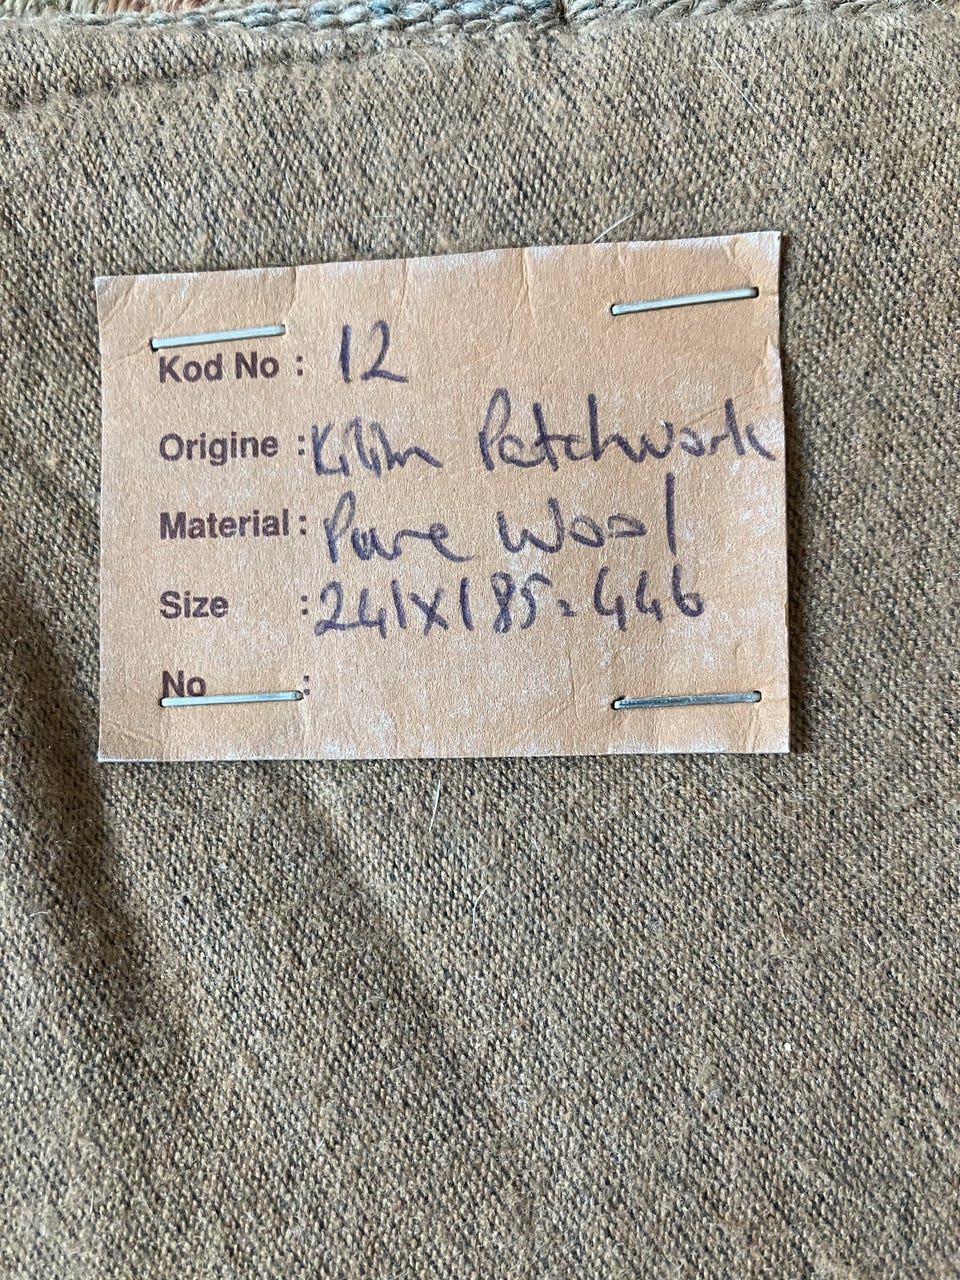 Kod No : 12
Origine : Kilim Patchwork
Material : Pure Wool
Size : 241x185=446
No :